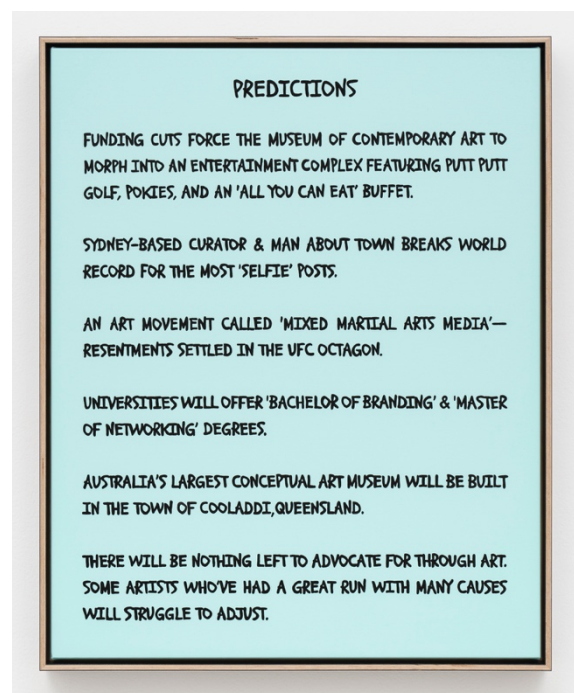 PREDICTIONS
FUNDING CUTS FORCE THE MUSEUM OF CONTEMPORARY ART TO
MORPH INTO AN ENTERTAINMENT COMPLEX FEATURING PUTT PUTT
GOLF, POKIES, AND AN 'ALL YOU CAN EAT' BUFFET.
SYDNEY-BASED CURATOR & MAN ABOUT TOWN BREAKS WORLD
RECORD FOR THE MOST 'SELFIE' POSTS.
AN ART MOVEMENT CALLED 'MIXED MARTIAL ARTS MEDIA'—
RESENTMENTS SETTLED IN THE UFC OCTAGON.
UNIVERSITIES WILL OFFER 'BACHELOR OF BRANDING' & 'MASTER
OF NETWORKING' DEGREES.
AUSTRALIA'S LARGEST CONCEPTUAL ART MUSEUM WILL BE BUILT
IN THE TOWN OF COOLADDI,QUEENSLAND.
THERE WILL BE NOTHING LEFT TO ADVOCATE FOR THROUGH ART.
SOME ARTISTS WHO'VE HAD A GREAT RUN WITH MANY CAUSES
WILL STRUGGLE TO ADJUST.